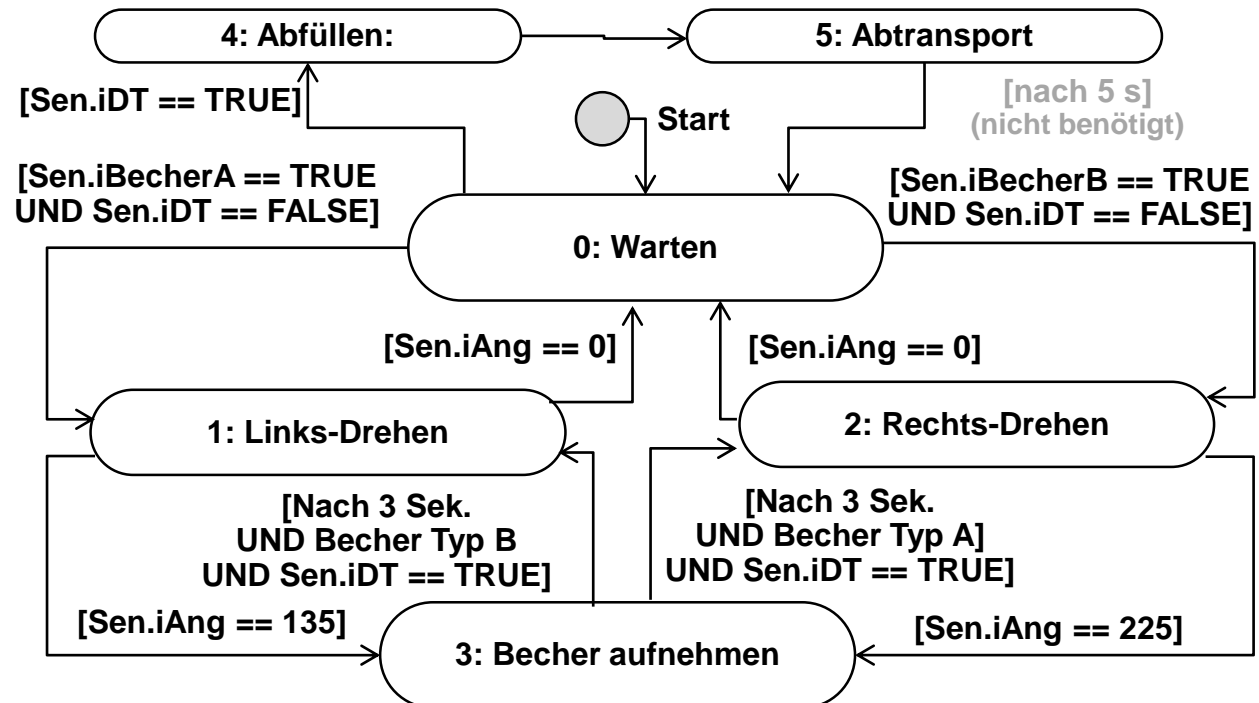 4: Abfüllen:
5: Abtransport
[Sen.iDT == TRUE]
Start
[nach 5 s]
(nicht benötigt)
[Sen.iBecherA == TRUE
UND Sen.iDT == FALSE]
[Sen.iBecherB == TRUE
UND Sen.iDT == FALSE]
0: Warten
[Sen.iAng == 0]
[Sen.iAng == 0]
1: Links-Drehen
2: Rechts-Drehen
[Nach 3 Sek.
UND Becher Typ B
UND Sen.iDT == TRUE]
[Nach 3 Sek.
UND Becher Typ A]
UND Sen.iDT == TRUE]
[Sen.iAng == 135]
[Sen.iAng == 225]
3: Becher aufnehmen